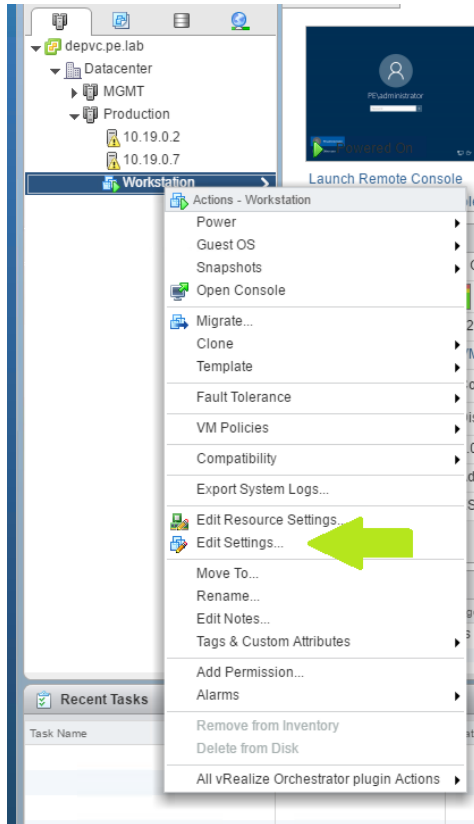 depvc.pe.lab
Datacenter
MGMT
Production
10.19.0.2
10.19.0.7
Workstation
PE\administrator
Powered On
Launch Remote Console
Actions - Workstation
Power
Guest OS
Snapshots
Open Console
Migrate...
Clone
Template
Fault Tolerance
VM Policies
Compatibility
Export System Logs...
Edit Resource Settings...
Edit Settings...
Move To...
Rename...
Edit Notes...
Tags & Custom Attributes
Add Permission...
Alarms
Remove from Inventory
Delete from Disk
All vRealize Orchestrator plugin Actions
Recent Tasks
Task Name